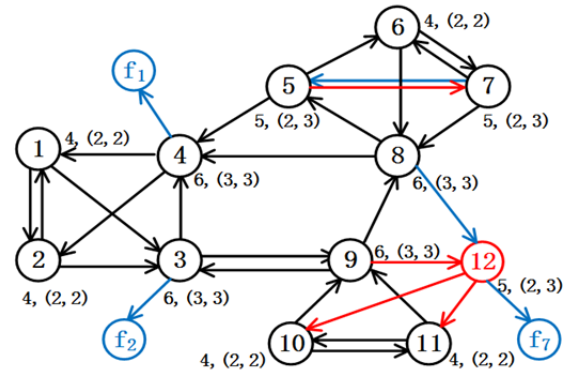 6
4, (2, 2)
f₁
5
7
5, (2, 3)
5, (2, 3)
1
4, (2, 2)
4
8
6, (3, 3)
6, (3, 3)
2
3
9
6, (3, 3)
12
4, (2, 2)
6, (3, 3)
5, (2, 3)
f₂
10
11
f₇
4, (2, 2)
4, (2, 2)